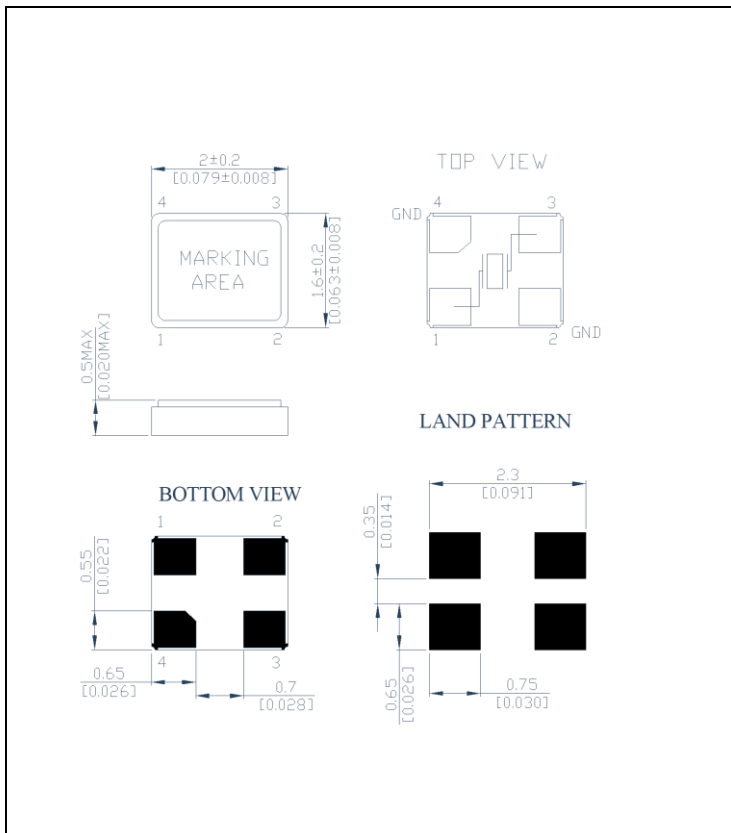 2±0.2
[0.079±0.008]
4 3
MARKING
AREA
1 2
1.6±0.2
[0.063±0.008]
TOP VIEW
GND 4 3
1 2 GND
0.5MAX
[0.020MAX]
LAND PATTERN
2.3
[0.091]
0.35
[0.014]
0.65
[0.026]
0.75
[0.030]
BOTTOM VIEW
1 2
0.55
[0.022]
4 3
0.65
[0.026]
0.7
[0.028]